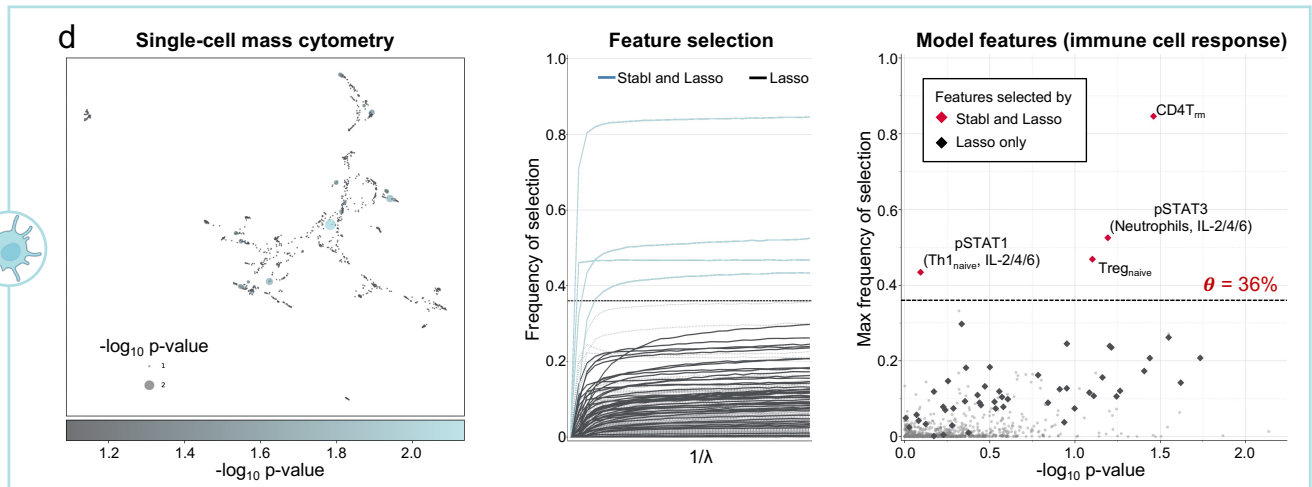 d
Single-cell mass cytometry
-log10 p-value
1
2
1.2 1.4 1.6 1.8 2.0
-log10 p-value
Feature selection
Stabl and Lasso Lasso
Frequency of selection
1.0
0.8
0.6
0.4
0.2
0
1/λ
Model features (immune cell response)
Max frequency of selection
1.0
0.8
0.6
0.4
0.2
0
Features selected by
Stabl and Lasso
Lasso only
CD4Trm
pSTAT3
(Neutrophils, IL-2/4/6)
pSTAT1
(Th1naive, IL-2/4/6)
Tregnaive
θ = 36%
0.0 0.5 1.0 1.5 2.0
-log10 p-value